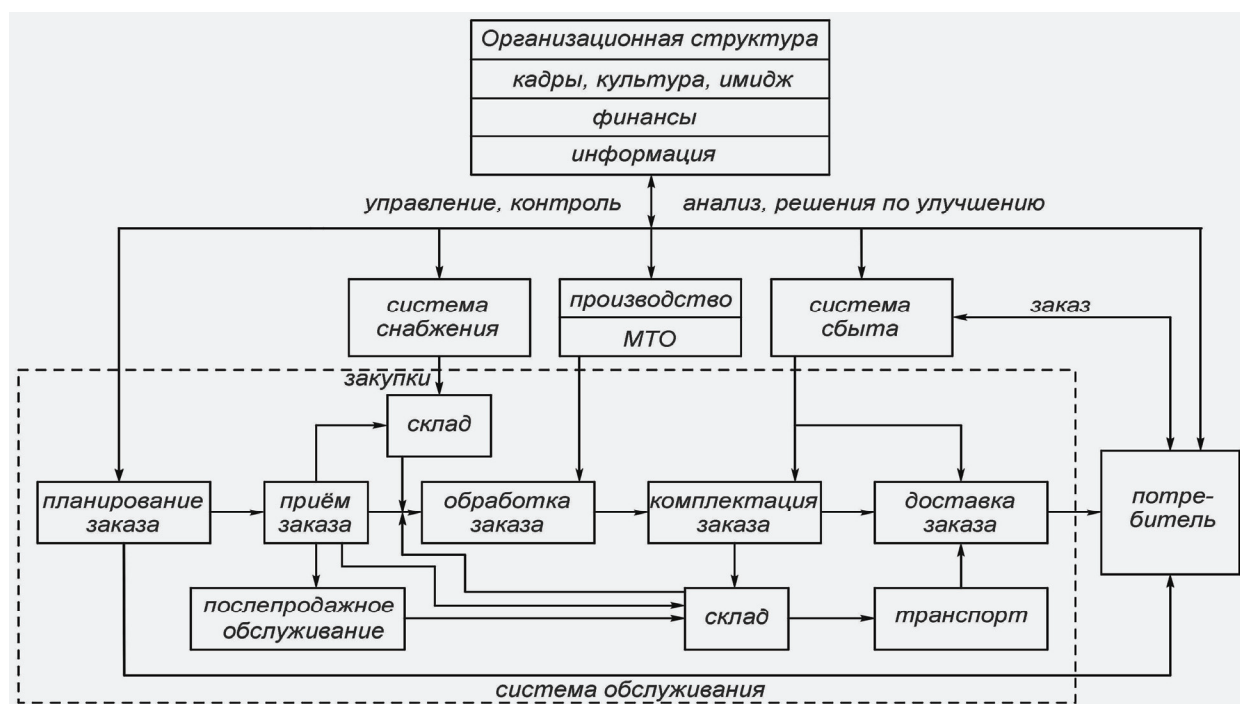 Организационная структура
кадры, культура, имидж
финансы
информация
управление, контроль
анализ, решения по улучшению
система
снабжения
производство
МТО
система
сбыта
заказ
закупки
склад
планирование
заказа
приём
заказа
обработка
заказа
комплектация
заказа
доставка
заказа
потре-
битель
послепродажное
обслуживание
склад
транспорт
система обслуживания